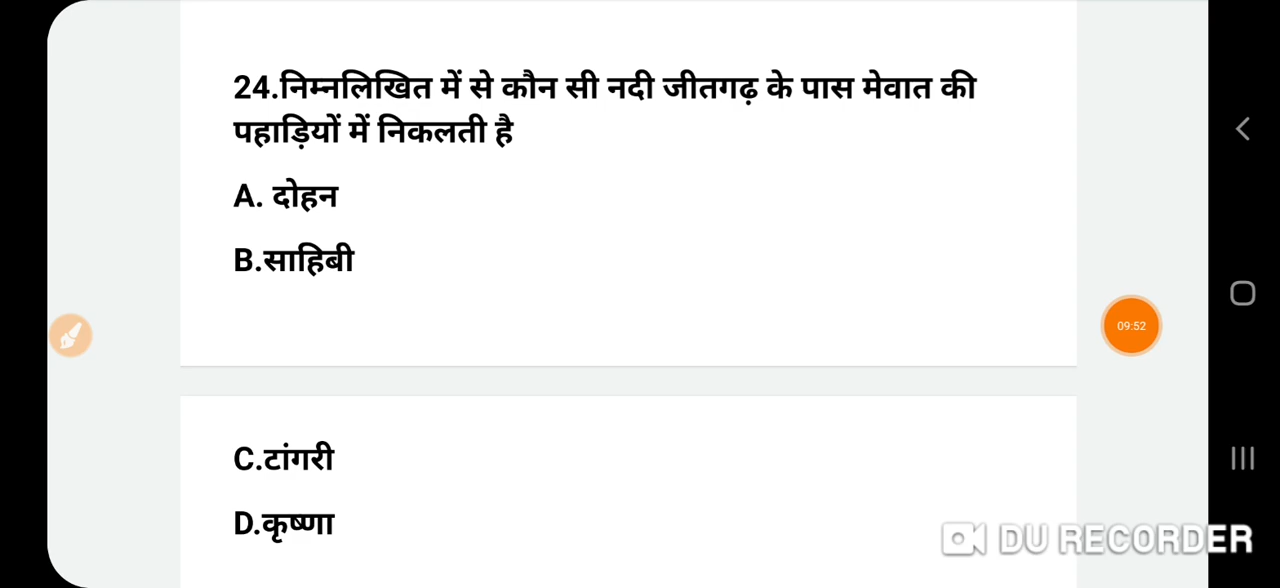 24.निम्नलिखित में से कौन सी नदी जीतगढ़ के पास मेवात की
पहाड़ियों में निकलती है
A. दोहन
B.साहिबी
09:52
C.टांगरी
D.कृष्णा
DU RECORDER